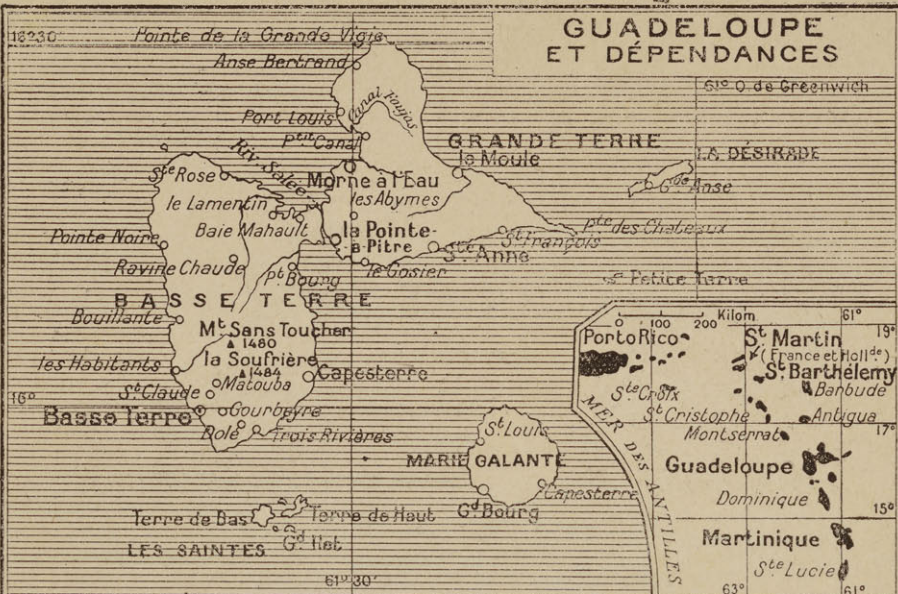 GUADELOUPE
ET DÉPENDANCES
16°30
Pointe de la Grande Vigie
Anse Bertrand
61° O de Greenwich
Port Louis
Canal
Ptit Canal
GRANDE TERRE
le Moule
LA DÉSIRADE
Gde Anse
Riv. Salée
Ste Rose
Morne à l'Eau
les Abymes
le Lamentin
Baie Mahault
la Pointe-
à-Pitre
Ste Anne
St François
Pte des Chateaux
Pointe Noire
Ravine Chaude
Pt Bourg
le Gosier
Petite Terre
BASSE TERRE
Bouillante
Mt Sans Toucher
▲ 1480
la Soufrière
▲ 1484
les Habitants
Matouba
Capesterre
St Claude
16°
Basse Terre
Gourbeyre
Dolé
Trois Rivières
St Louis
MARIE GALANTE
Capesterre
Gd Bourg
Terre de Bas
Terre de Haut
Gd Ilet
LES SAINTES
61°30'
Kilom.
0 100 200
61°
19°
Porto Rico
St Martin
(France et Hollde)
St Barthélemy
Ste Croix
Barbude
St Cristophe
Antigua
17°
Montserrat
Guadeloupe
Dominique
15°
Martinique
Ste Lucie
63°
61°
MER DES ANTILLES